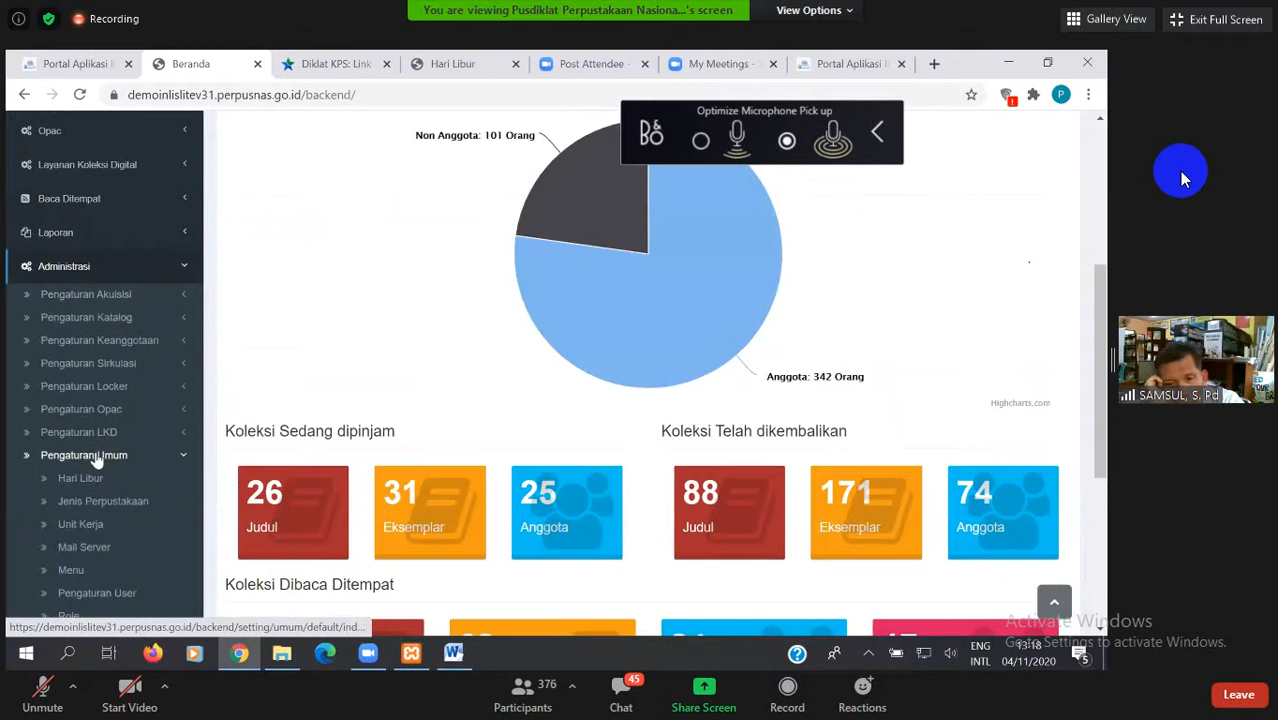 Recording
You are viewing Pusdiklat Perpustakaan Nasiona...'s screen
View Options
Gallery View
Exit Full Screen
Portal Aplikasi I
Beranda
Diklat KPS: Link
Hari Libur
Post Attendee -
My Meetings -
Portal Aplikasi I
demoinlislitev31.perpusnas.go.id/backend/
P
Optimize Microphone Pick up
B&O
Opac
Layanan Koleksi Digital
Baca Ditempat
Laporan
Administrasi
Pengaturan Akuisisi
Pengaturan Katalog
Pengaturan Keanggotaan
Pengaturan Sirkulasi
Pengaturan Locker
Pengaturan Opac
Pengaturan LKD
Pengaturan Umum
Hari Libur
Jenis Perpustakaan
Unit Kerja
Mail Server
Menu
Pengaturan User
Role
https://demoinlislitev31.perpusnas.go.id/backend/setting/umum/default/ind...
Non Anggota: 101 Orang
Anggota: 342 Orang
Highcharts.com
Koleksi Sedang dipinjam
Koleksi Telah dikembalikan
26
Judul
31
Eksemplar
25
Anggota
88
Judul
171
Eksemplar
74
Anggota
Koleksi Dibaca Ditempat
SAMSUL, S. Pd
Activate Windows
Go to Settings to activate Windows.
ENG
INTL
13:18
04/11/2020
5
Unmute
Start Video
376
Participants
45
Chat
Share Screen
Record
Reactions
Leave